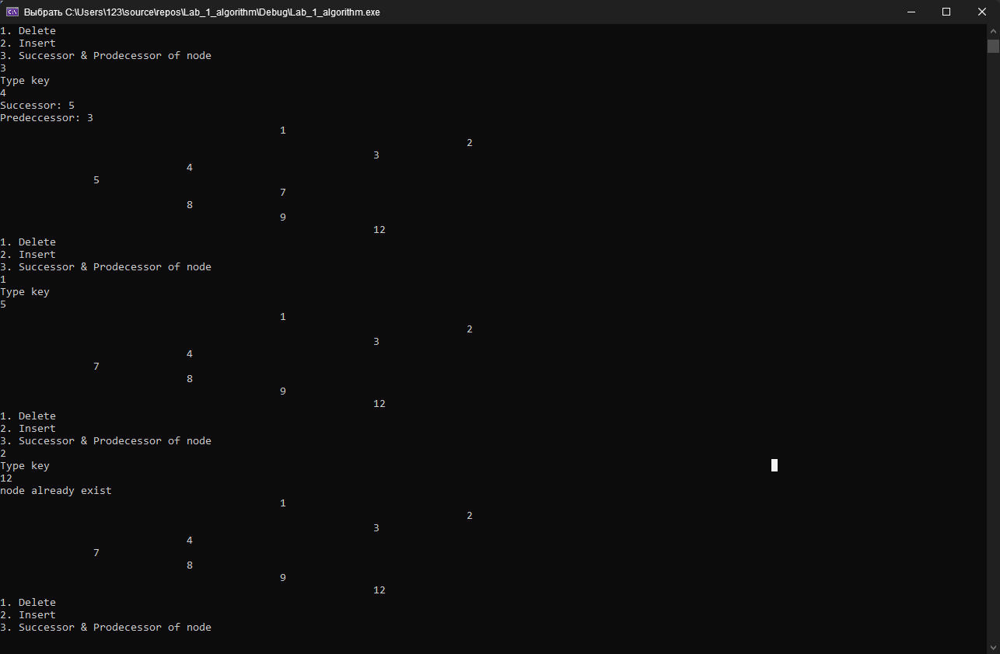 Выбрать C:\Users\123\source\repos\Lab_1_algorithm\Debug\Lab_1_algorithm.exe
1. Delete
2. Insert
3. Successor & Prodecessor of node
3
Type key
4
Successor: 5
Predeccessor: 3
1
2
3
4
5
7
8
9
12
1. Delete
2. Insert
3. Successor & Prodecessor of node
1
Type key
5
1
2
3
4
7
8
9
12
1. Delete
2. Insert
3. Successor & Prodecessor of node
2
Type key
12
node already exist
1
2
3
4
7
8
9
12
1. Delete
2. Insert
3. Successor & Prodecessor of node